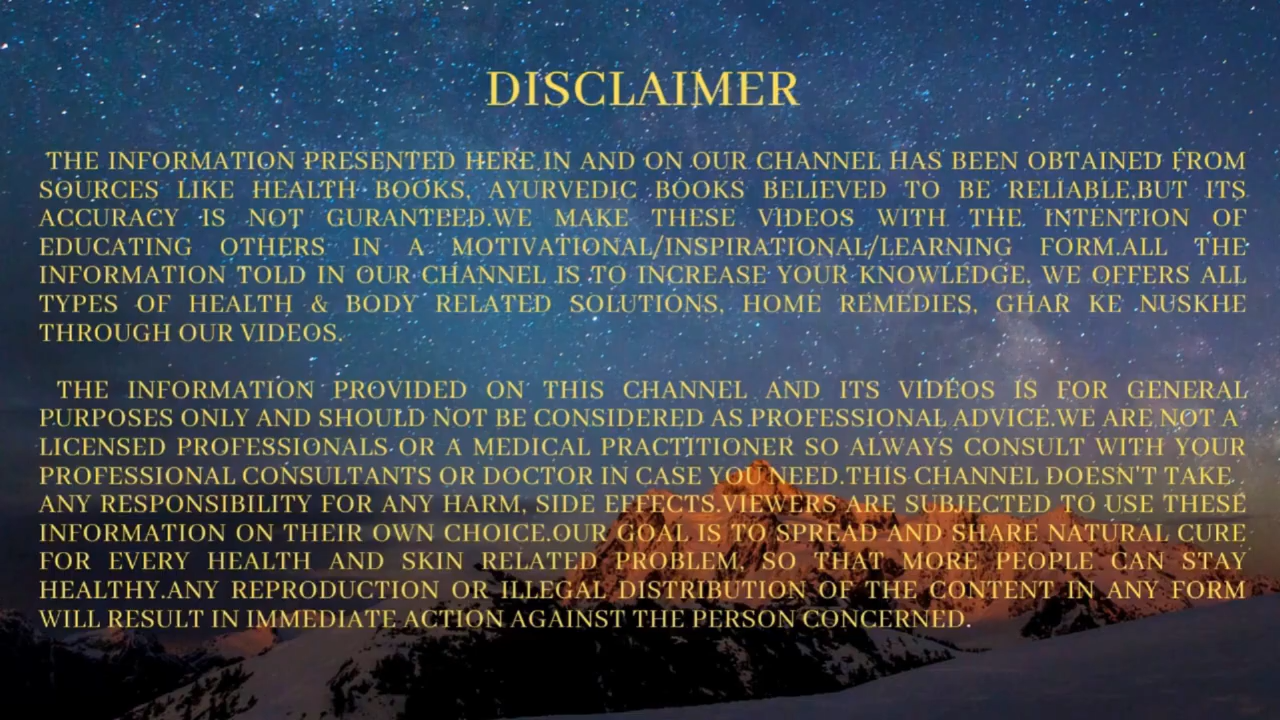 DISCLAIMER
THE INFORMATION PRESENTED HERE IN AND ON OUR CHANNEL HAS BEEN OBTAINED FROM
SOURCES LIKE HEALTH BOOKS, AYURVEDIC BOOKS BELIEVED TO BE RELIABLE.BUT ITS
ACCURACY IS NOT GURANTEED.WE MAKE THESE VIDEOS WITH THE INTENTION OF
EDUCATING OTHERS IN A MOTIVATIONAL/INSPIRATIONAL/LEARNING FORM.ALL THE
INFORMATION TOLD IN OUR CHANNEL IS TO INCREASE YOUR KNOWLEDGE. WE OFFERS ALL
TYPES OF HEALTH & BODY RELATED SOLUTIONS, HOME REMEDIES, GHAR KE NUSKHE
THROUGH OUR VIDEOS.
THE INFORMATION PROVIDED ON THIS CHANNEL AND ITS VIDEOS IS FOR GENERAL
PURPOSES ONLY AND SHOULD NOT BE CONSIDERED AS PROFESSIONAL ADVICE.WE ARE NOT A
LICENSED PROFESSIONALS OR A MEDICAL PRACTITIONER SO ALWAYS CONSULT WITH YOUR
PROFESSIONAL CONSULTANTS OR DOCTOR IN CASE YOU NEED.THIS CHANNEL DOESN'T TAKE
ANY RESPONSIBILITY FOR ANY HARM, SIDE EFFECTS.VIEWERS ARE SUBJECTED TO USE THESE
INFORMATION ON THEIR OWN CHOICE.OUR GOAL IS TO SPREAD AND SHARE NATURAL CURE
FOR EVERY HEALTH AND SKIN RELATED PROBLEM, SO THAT MORE PEOPLE CAN STAY
HEALTHY.ANY REPRODUCTION OR ILLEGAL DISTRIBUTION OF THE CONTENT IN ANY FORM
WILL RESULT IN IMMEDIATE ACTION AGAINST THE PERSON CONCERNED.